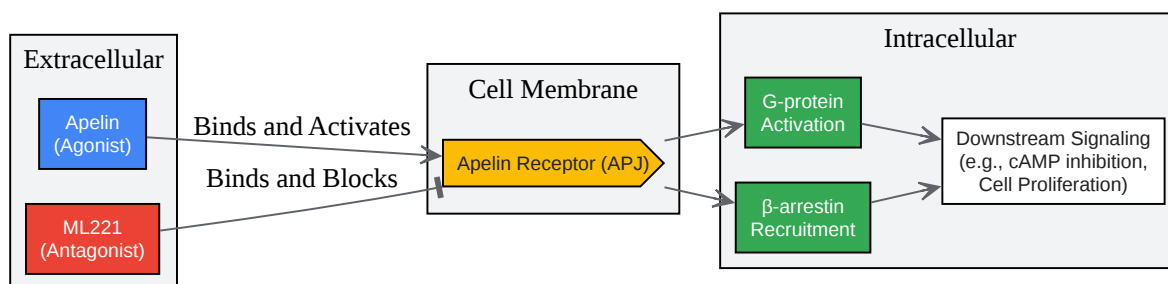 Extracellular
Apelin
(Agonist)
ML221
(Antagonist)
Binds and Activates
Binds and Blocks
Cell Membrane
Apelin Receptor (APJ)
Intracellular
G-protein
Activation
β-arrestin
Recruitment
Downstream Signaling
(e.g., cAMP inhibition,
Cell Proliferation)